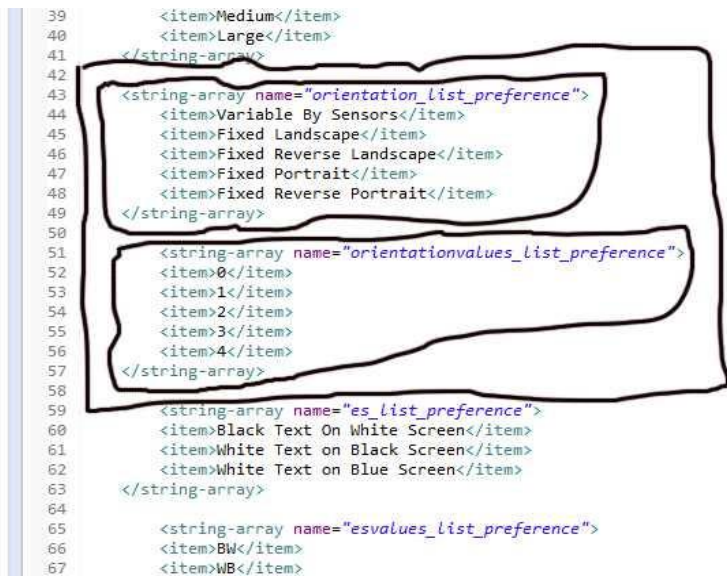 39 <item>Medium</item>
40 <item>Large</item>
41 </string-array>
42
43 <string-array name="orientation_list_preference">
44 <item>Variable By Sensors</item>
45 <item>Fixed Landscape</item>
46 <item>Fixed Reverse Landscape</item>
47 <item>Fixed Portrait</item>
48 <item>Fixed Reverse Portrait</item>
49 </string-array>
50
51 <string-array name="orientationvalues_list_preference">
52 <item>0</item>
53 <item>1</item>
54 <item>2</item>
55 <item>3</item>
56 <item>4</item>
57 </string-array>
58
59 <string-array name="es_list_preference">
60 <item>Black Text On White Screen</item>
61 <item>White Text on Black Screen</item>
62 <item>White Text on Blue Screen</item>
63 </string-array>
64
65 <string-array name="esvalues_list_preference">
66 <item>BW</item>
67 <item>WB</item>